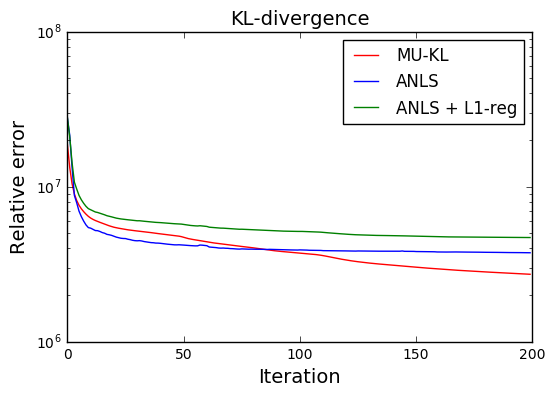 KL-divergence
10^8
10^7
10^6
Relative error
MU-KL
ANLS
ANLS + L1-reg
0
50
100
150
200
Iteration